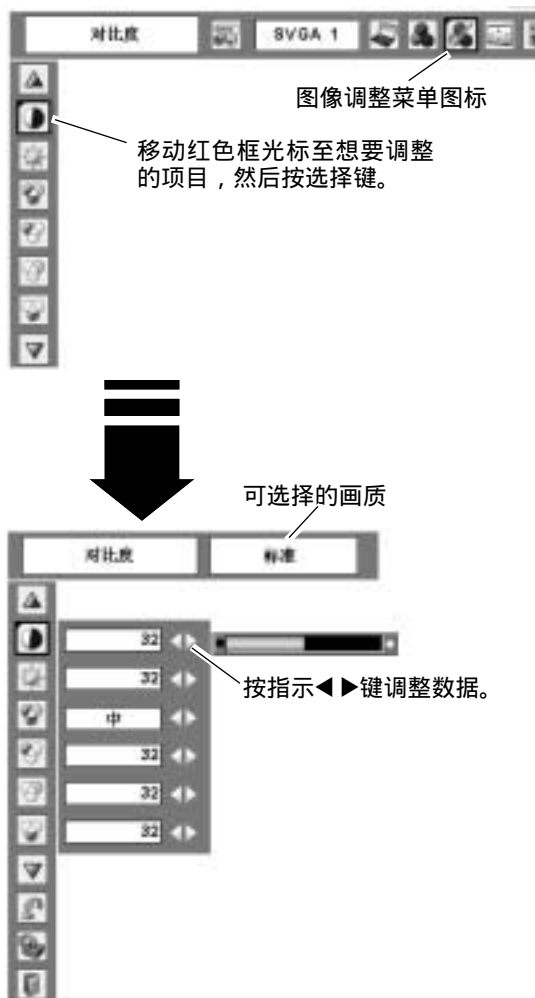 对比度 SVGA 1
图像调整菜单图标
移动红色框光标至想要调整
的项目，然后按选择键。
可选择的画质
对比度 标准
32
32
按指示◀ ▶键调整数据。
中
32
32
32